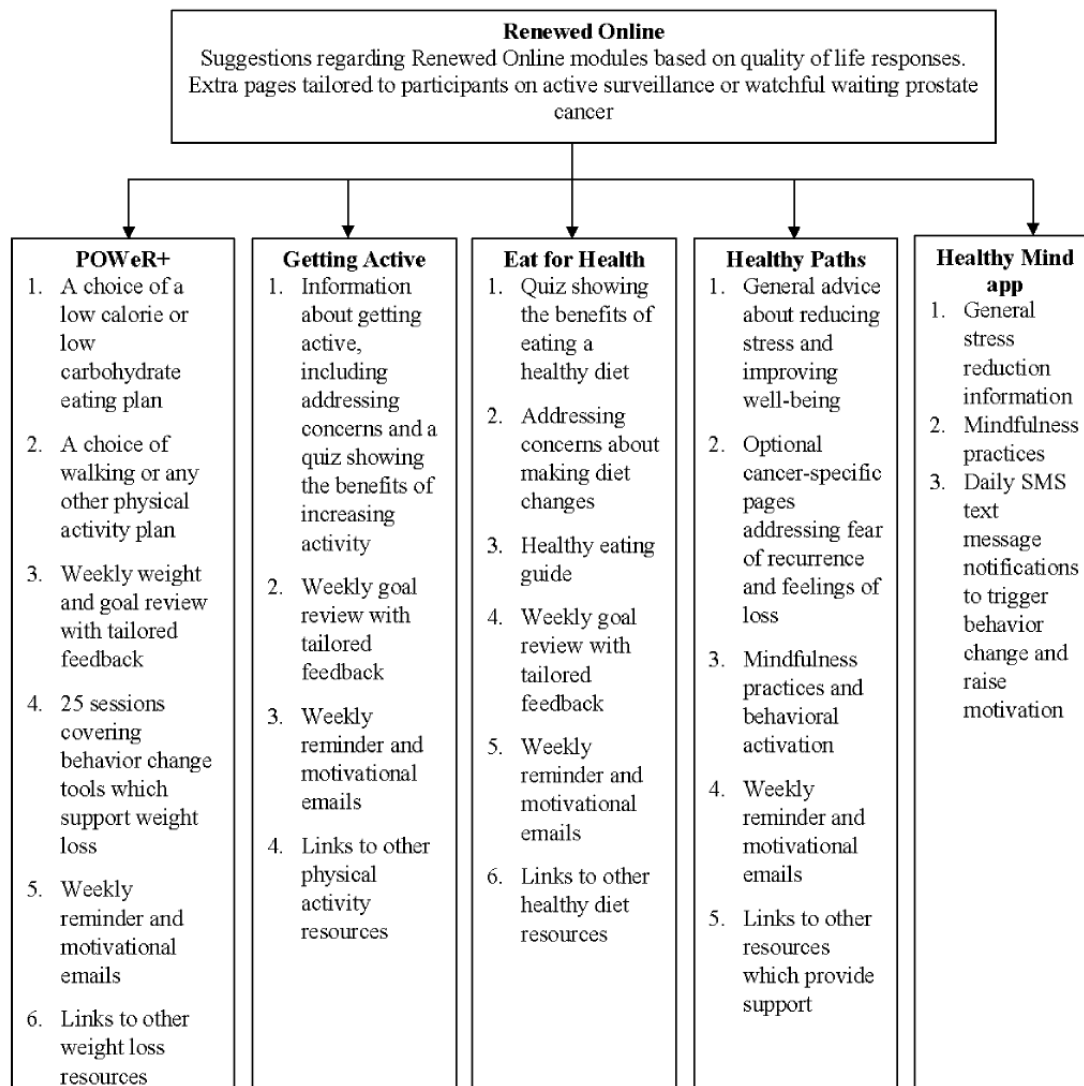 Renewed Online
Suggestions regarding Renewed Online modules based on quality of life responses.
Extra pages tailored to participants on active surveillance or watchful waiting prostate
cancer
POWeR+
1. A choice of a
low calorie or
low
carbohydrate
eating plan
2. A choice of
walking or any
other physical
activity plan
3. Weekly weight
and goal review
with tailored
feedback
4. 25 sessions
covering
behavior change
tools which
support weight
loss
5. Weekly
reminder and
motivational
emails
6. Links to other
weight loss
resources
Getting Active
1. Information
about getting
active,
including
addressing
concerns and a
quiz showing
the benefits of
increasing
activity
2. Weekly goal
review with
tailored
feedback
3. Weekly
reminder and
motivational
emails
4. Links to other
physical
activity
resources
Eat for Health
1. Quiz showing
the benefits of
eating a
healthy diet
2. Addressing
concerns about
making diet
changes
3. Healthy eating
guide
4. Weekly goal
review with
tailored
feedback
5. Weekly
reminder and
motivational
emails
6. Links to other
healthy diet
resources
Healthy Paths
1. General advice
about reducing
stress and
improving
well-being
2. Optional
cancer-specific
pages
addressing fear
of recurrence
and feelings of
loss
3. Mindfulness
practices and
behavioral
activation
4. Weekly
reminder and
motivational
emails
5. Links to other
resources
which provide
support
Healthy Mind
app
1. General
stress
reduction
information
2. Mindfulness
practices
3. Daily SMS
text
message
notifications
to trigger
behavior
change and
raise
motivation